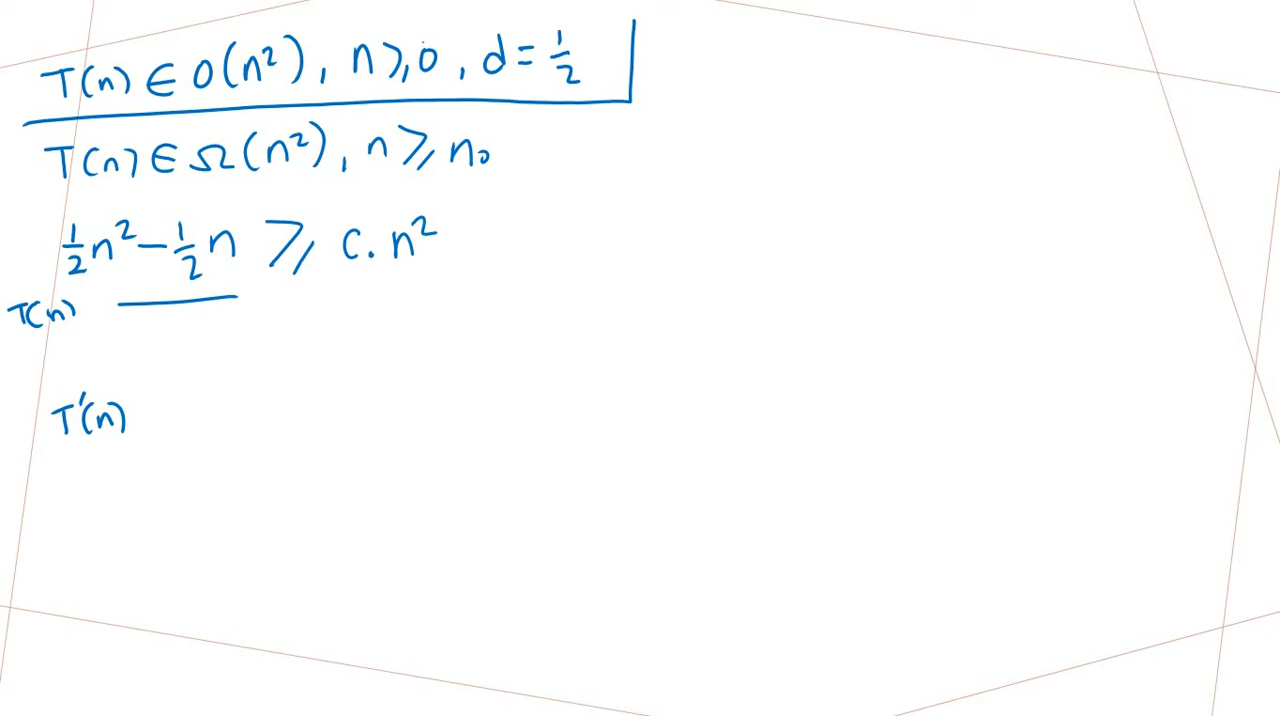 T(n) ∈ O(n²), n ≥ 0, d = 1/2
T(n) ∈ Ω(n²), n ≥ n₀
1/2 n² - 1/2 n ≥ c. n²
T(n)
T'(n)